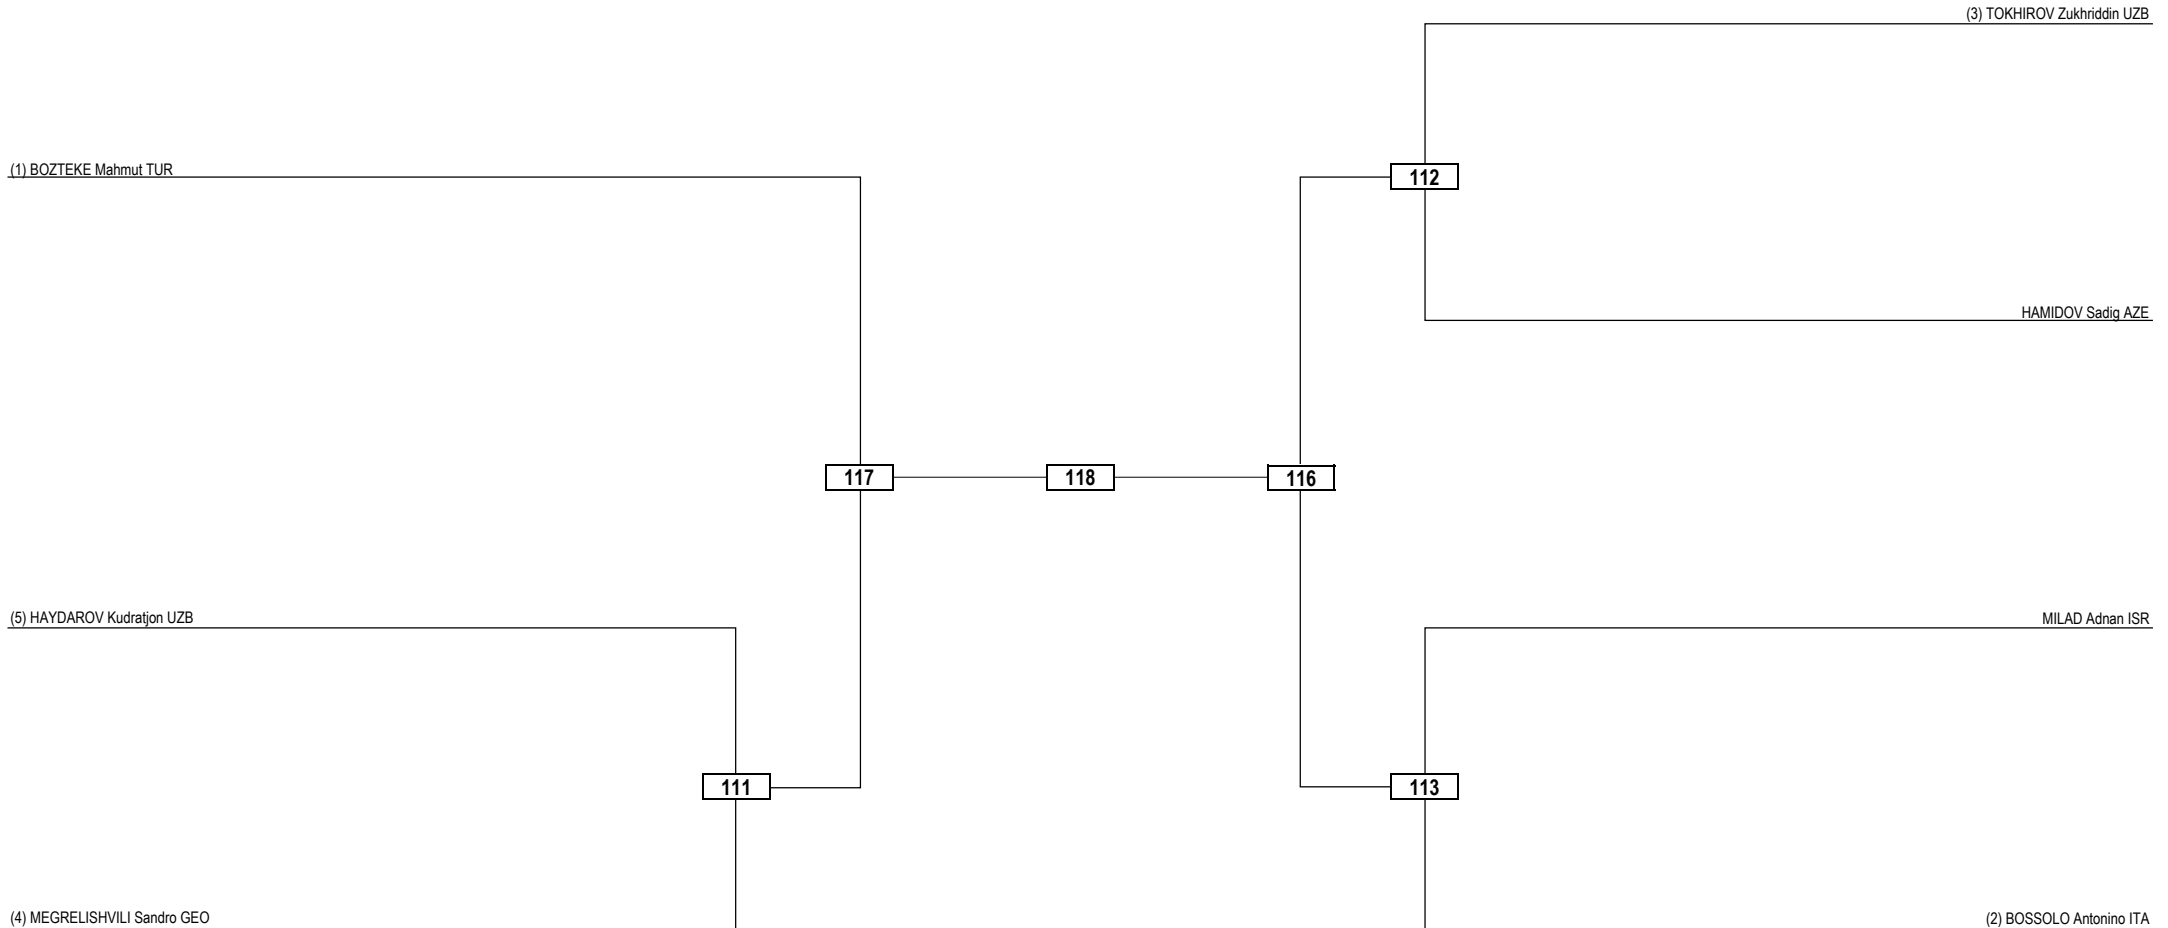 (3) TOKHIROV Zukhriddin UZB
(1) BOZTEKE Mahmut TUR
112
HAMIDOV Sadig AZE
117
118
116
(5) HAYDAROV Kudratjon UZB
MILAD Adnan ISR
111
113
(4) MEGRELISHVILI Sandro GEO
(2) BOSSOLO Antonino ITA